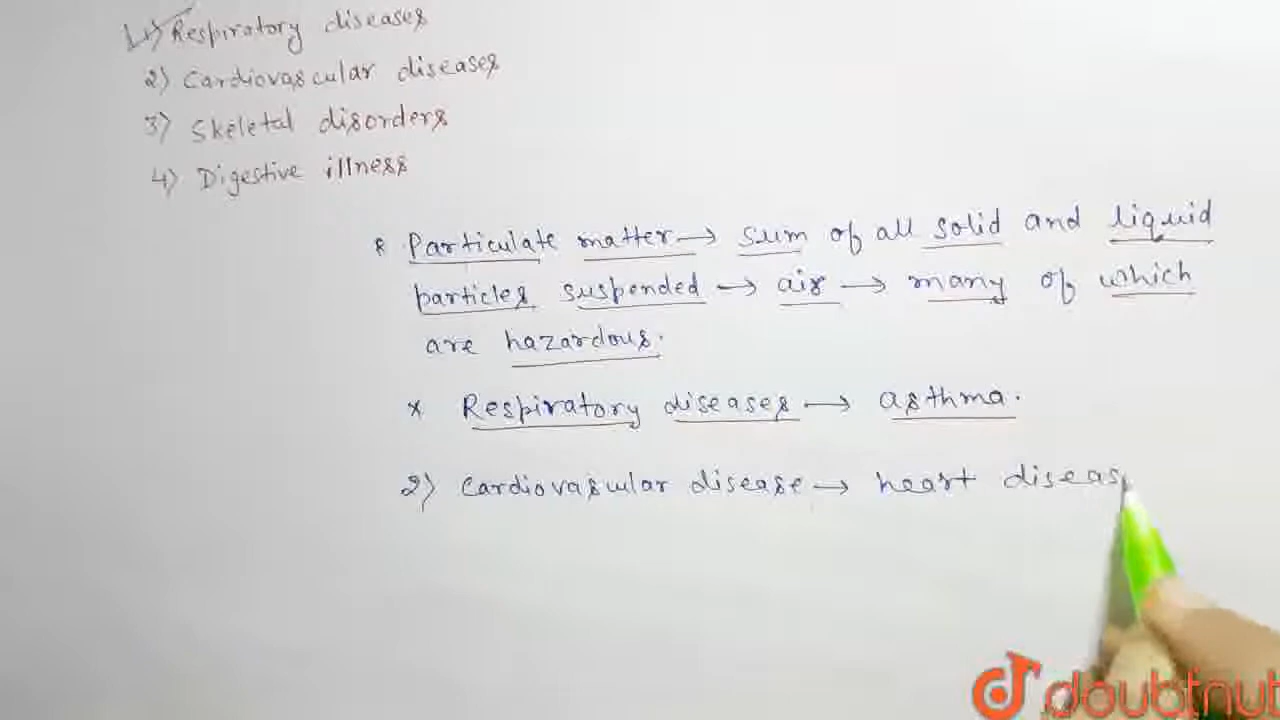 1) Respiratory diseases
2) Cardiovascular diseases
3) Skeletal disorders
4) Digestive illness
* Particulate matter → sum of all solid and liquid
particles suspended → air → many of which
are hazardous.
* Respiratory diseases → asthma.
2) Cardiovascular disease → heart diseas
doubtnut